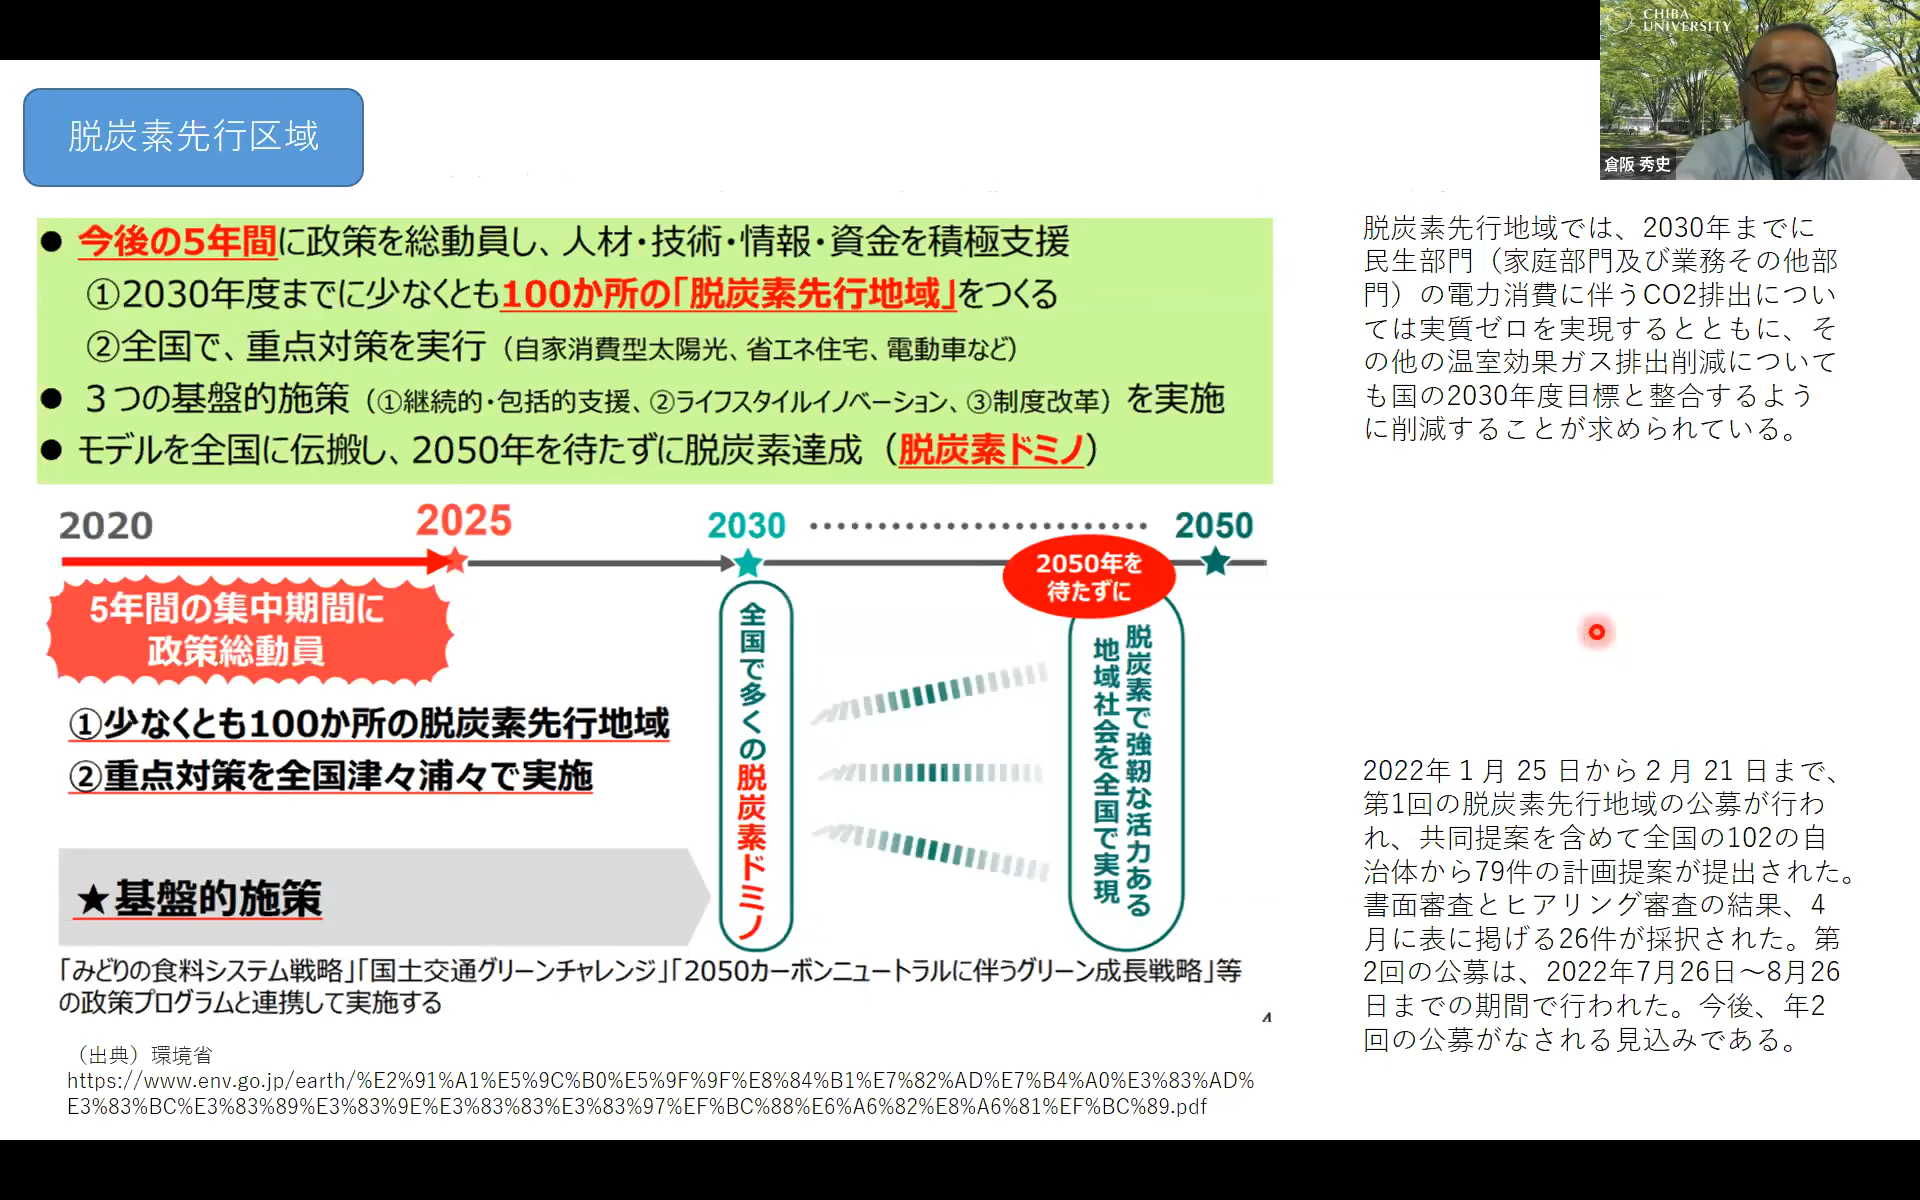 CHIBA
UNIVERSITY
倉阪 秀史
脱炭素先行区域
● 今後の5年間に政策を総動員し、人材・技術・情報・資金を積極支援
①2030年度までに少なくとも100か所の「脱炭素先行地域」をつくる
②全国で、重点対策を実行（自家消費型太陽光、省エネ住宅、電動車など）
● ３つの基盤的施策（①継続的・包括的支援、②ライフスタイルイノベーション、③制度改革）を実施
● モデルを全国に伝搬し、2050年を待たずに脱炭素達成（脱炭素ドミノ）
2020
2025
2030
2050
2050年を
待たずに
5年間の集中期間に
政策総動員
①少なくとも100か所の脱炭素先行地域
②重点対策を全国津々浦々で実施
★基盤的施策
全国で多くの脱炭素ドミノ
脱炭素で強靭な活力ある
地域社会を全国で実現
「みどりの食料システム戦略」「国土交通グリーンチャレンジ」「2050カーボンニュートラルに伴うグリーン成長戦略」等
の政策プログラムと連携して実施する
4
（出典）環境省
https://www.env.go.jp/earth/%E2%91%A1%E5%9C%B0%E5%9F%9F%E8%84%B1%E7%82%AD%E7%B4%A0%E3%83%AD%
E3%83%BC%E3%83%89%E3%83%9E%E3%83%83%E3%83%97%EF%BC%88%E6%A6%82%E8%A6%81%EF%BC%89.pdf
脱炭素先行地域では、2030年までに
民生部門（家庭部門及び業務その他部
門）の電力消費に伴うCO2排出につい
ては実質ゼロを実現するとともに、そ
の他の温室効果ガス排出削減について
も国の2030年度目標と整合するよう
に削減することが求められている。
2022年１月 25 日から２月 21 日まで、
第1回の脱炭素先行地域の公募が行わ
れ、共同提案を含めて全国の102の自
治体から79件の計画提案が提出された。
書面審査とヒアリング審査の結果、4
月に表に掲げる26件が採択された。第
2回の公募は、2022年7月26日～8月26
日までの期間で行われた。今後、年2
回の公募がなされる見込みである。